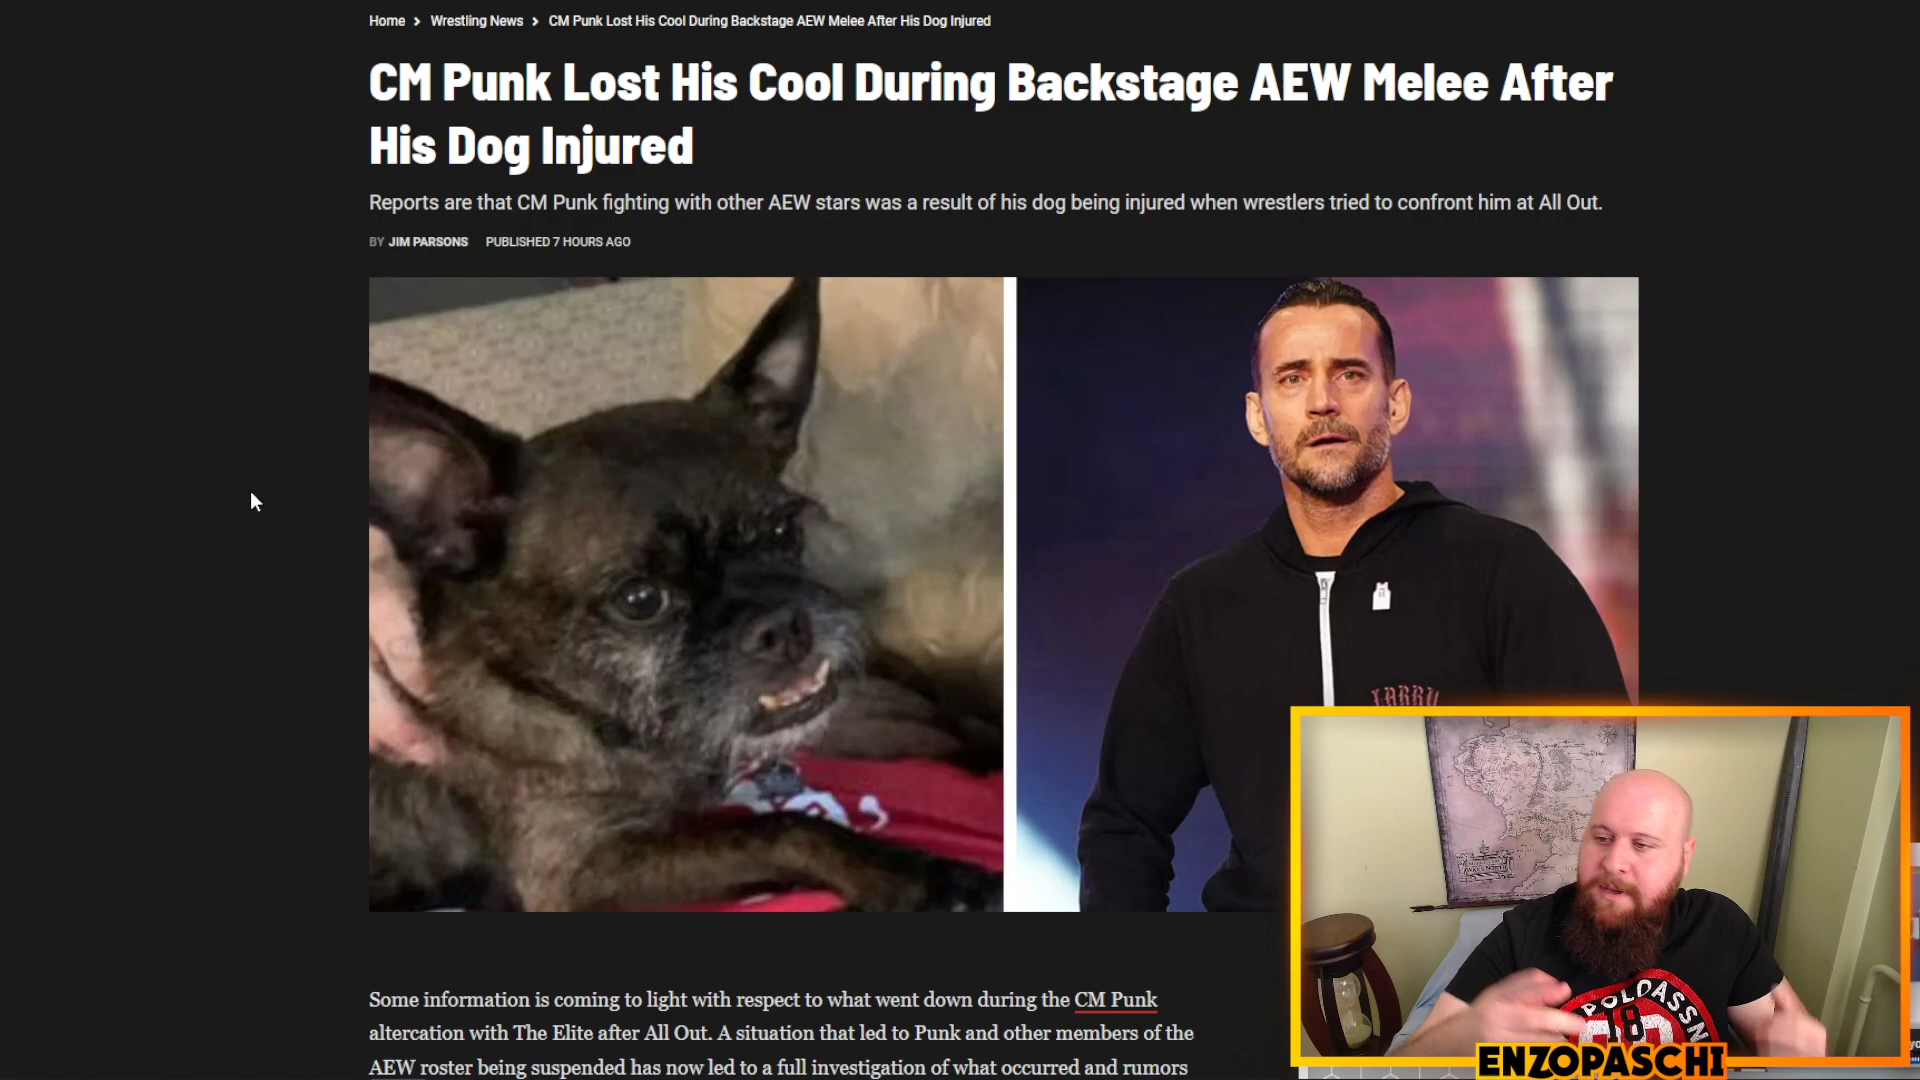 Home > Wrestling News > CM Punk Lost His Cool During Backstage AEW Melee After His Dog Injured
CM Punk Lost His Cool During Backstage AEW Melee After
His Dog Injured
Reports are that CM Punk fighting with other AEW stars was a result of his dog being injured when wrestlers tried to confront him at All Out.
BY JIM PARSONS PUBLISHED 7 HOURS AGO
LARRY
Some information is coming to light with respect to what went down during the CM Punk
altercation with The Elite after All Out. A situation that led to Punk and other members of the
AEW roster being suspended has now led to a full investigation of what occurred and rumors
POLDASSN
18
ENZOPASCHI